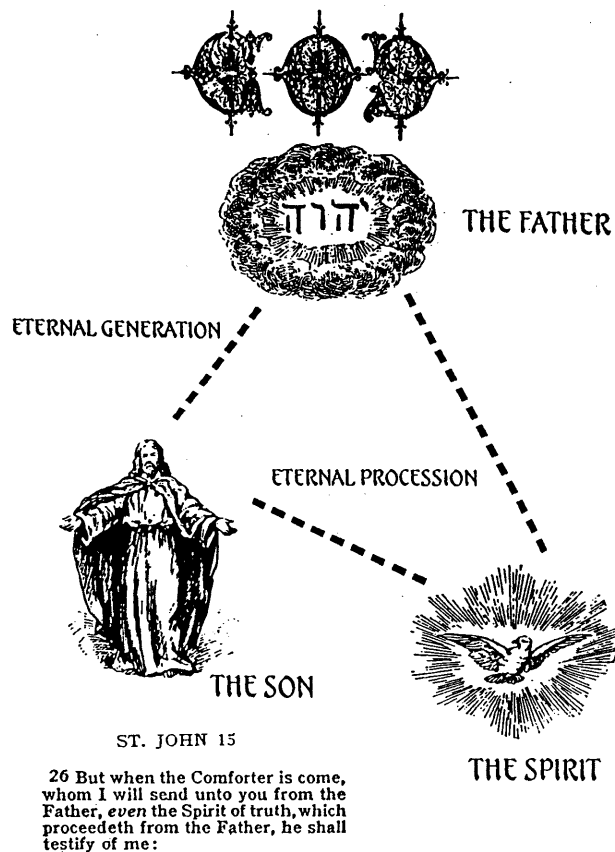 GOD
יהוה
THE FATHER
ETERNAL GENERATION
ETERNAL PROCESSION
THE SON
THE SPIRIT
ST. JOHN 15
26 But when the Comforter is come,
whom I will send unto you from the
Father, even the Spirit of truth, which
proceedeth from the Father, he shall
testify of me: